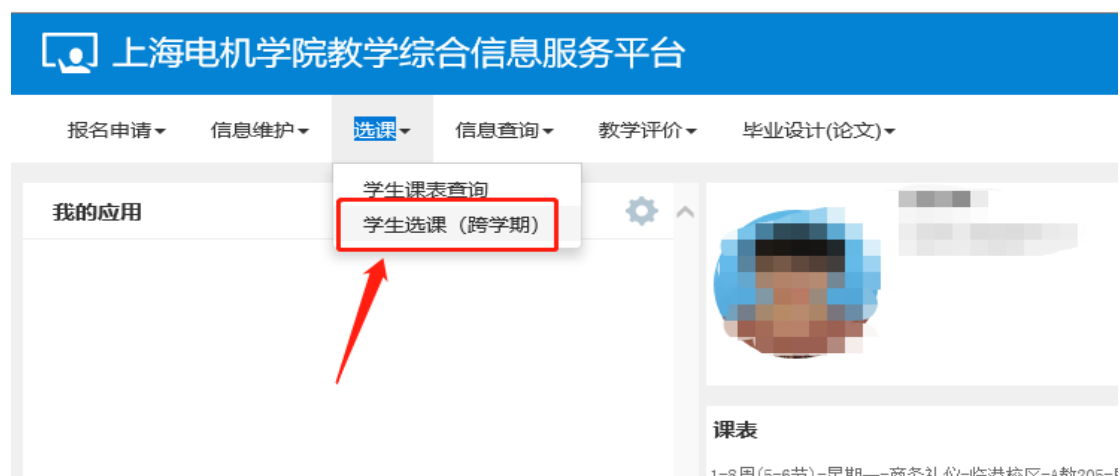 上海电机学院教学综合信息服务平台
报名申请 信息维护 选课 信息查询 教学评价 毕业设计(论文)
学生课表查询
学生选课（跨学期）
我的应用
课表